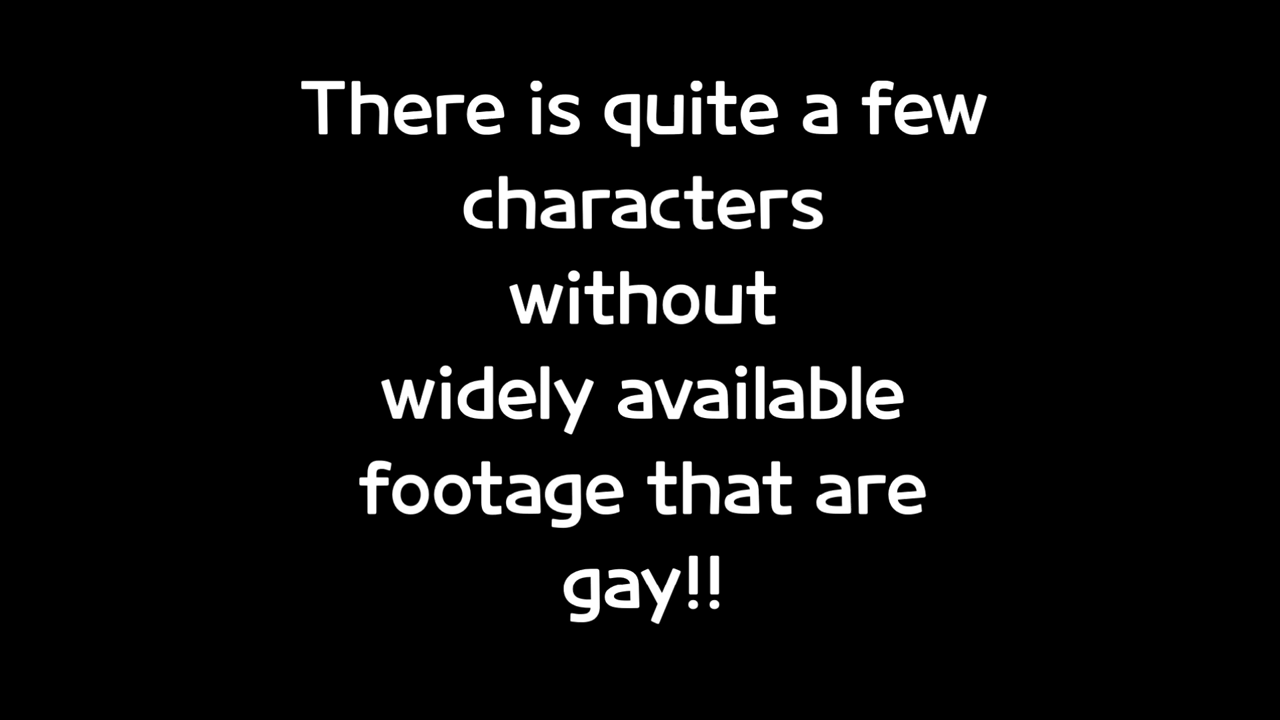 There is quite a few
characters
without
widely available
footage that are
gay!!